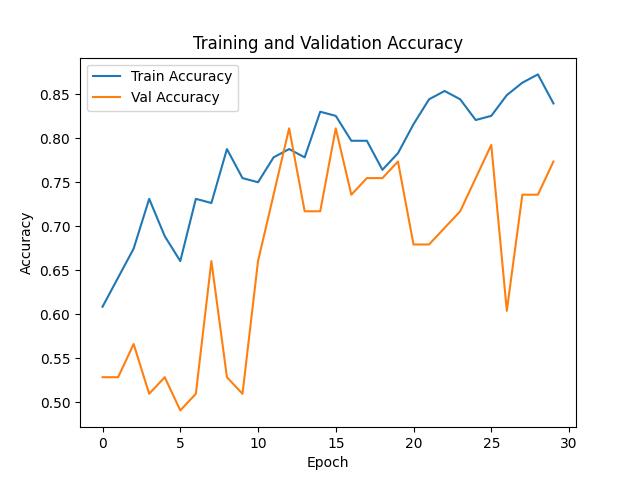 Training and Validation Accuracy
Train Accuracy
Val Accuracy
0.85
0.80
0.75
0.70
0.65
0.60
0.55
0.50
Accuracy
0 5 10 15 20 25 30
Epoch